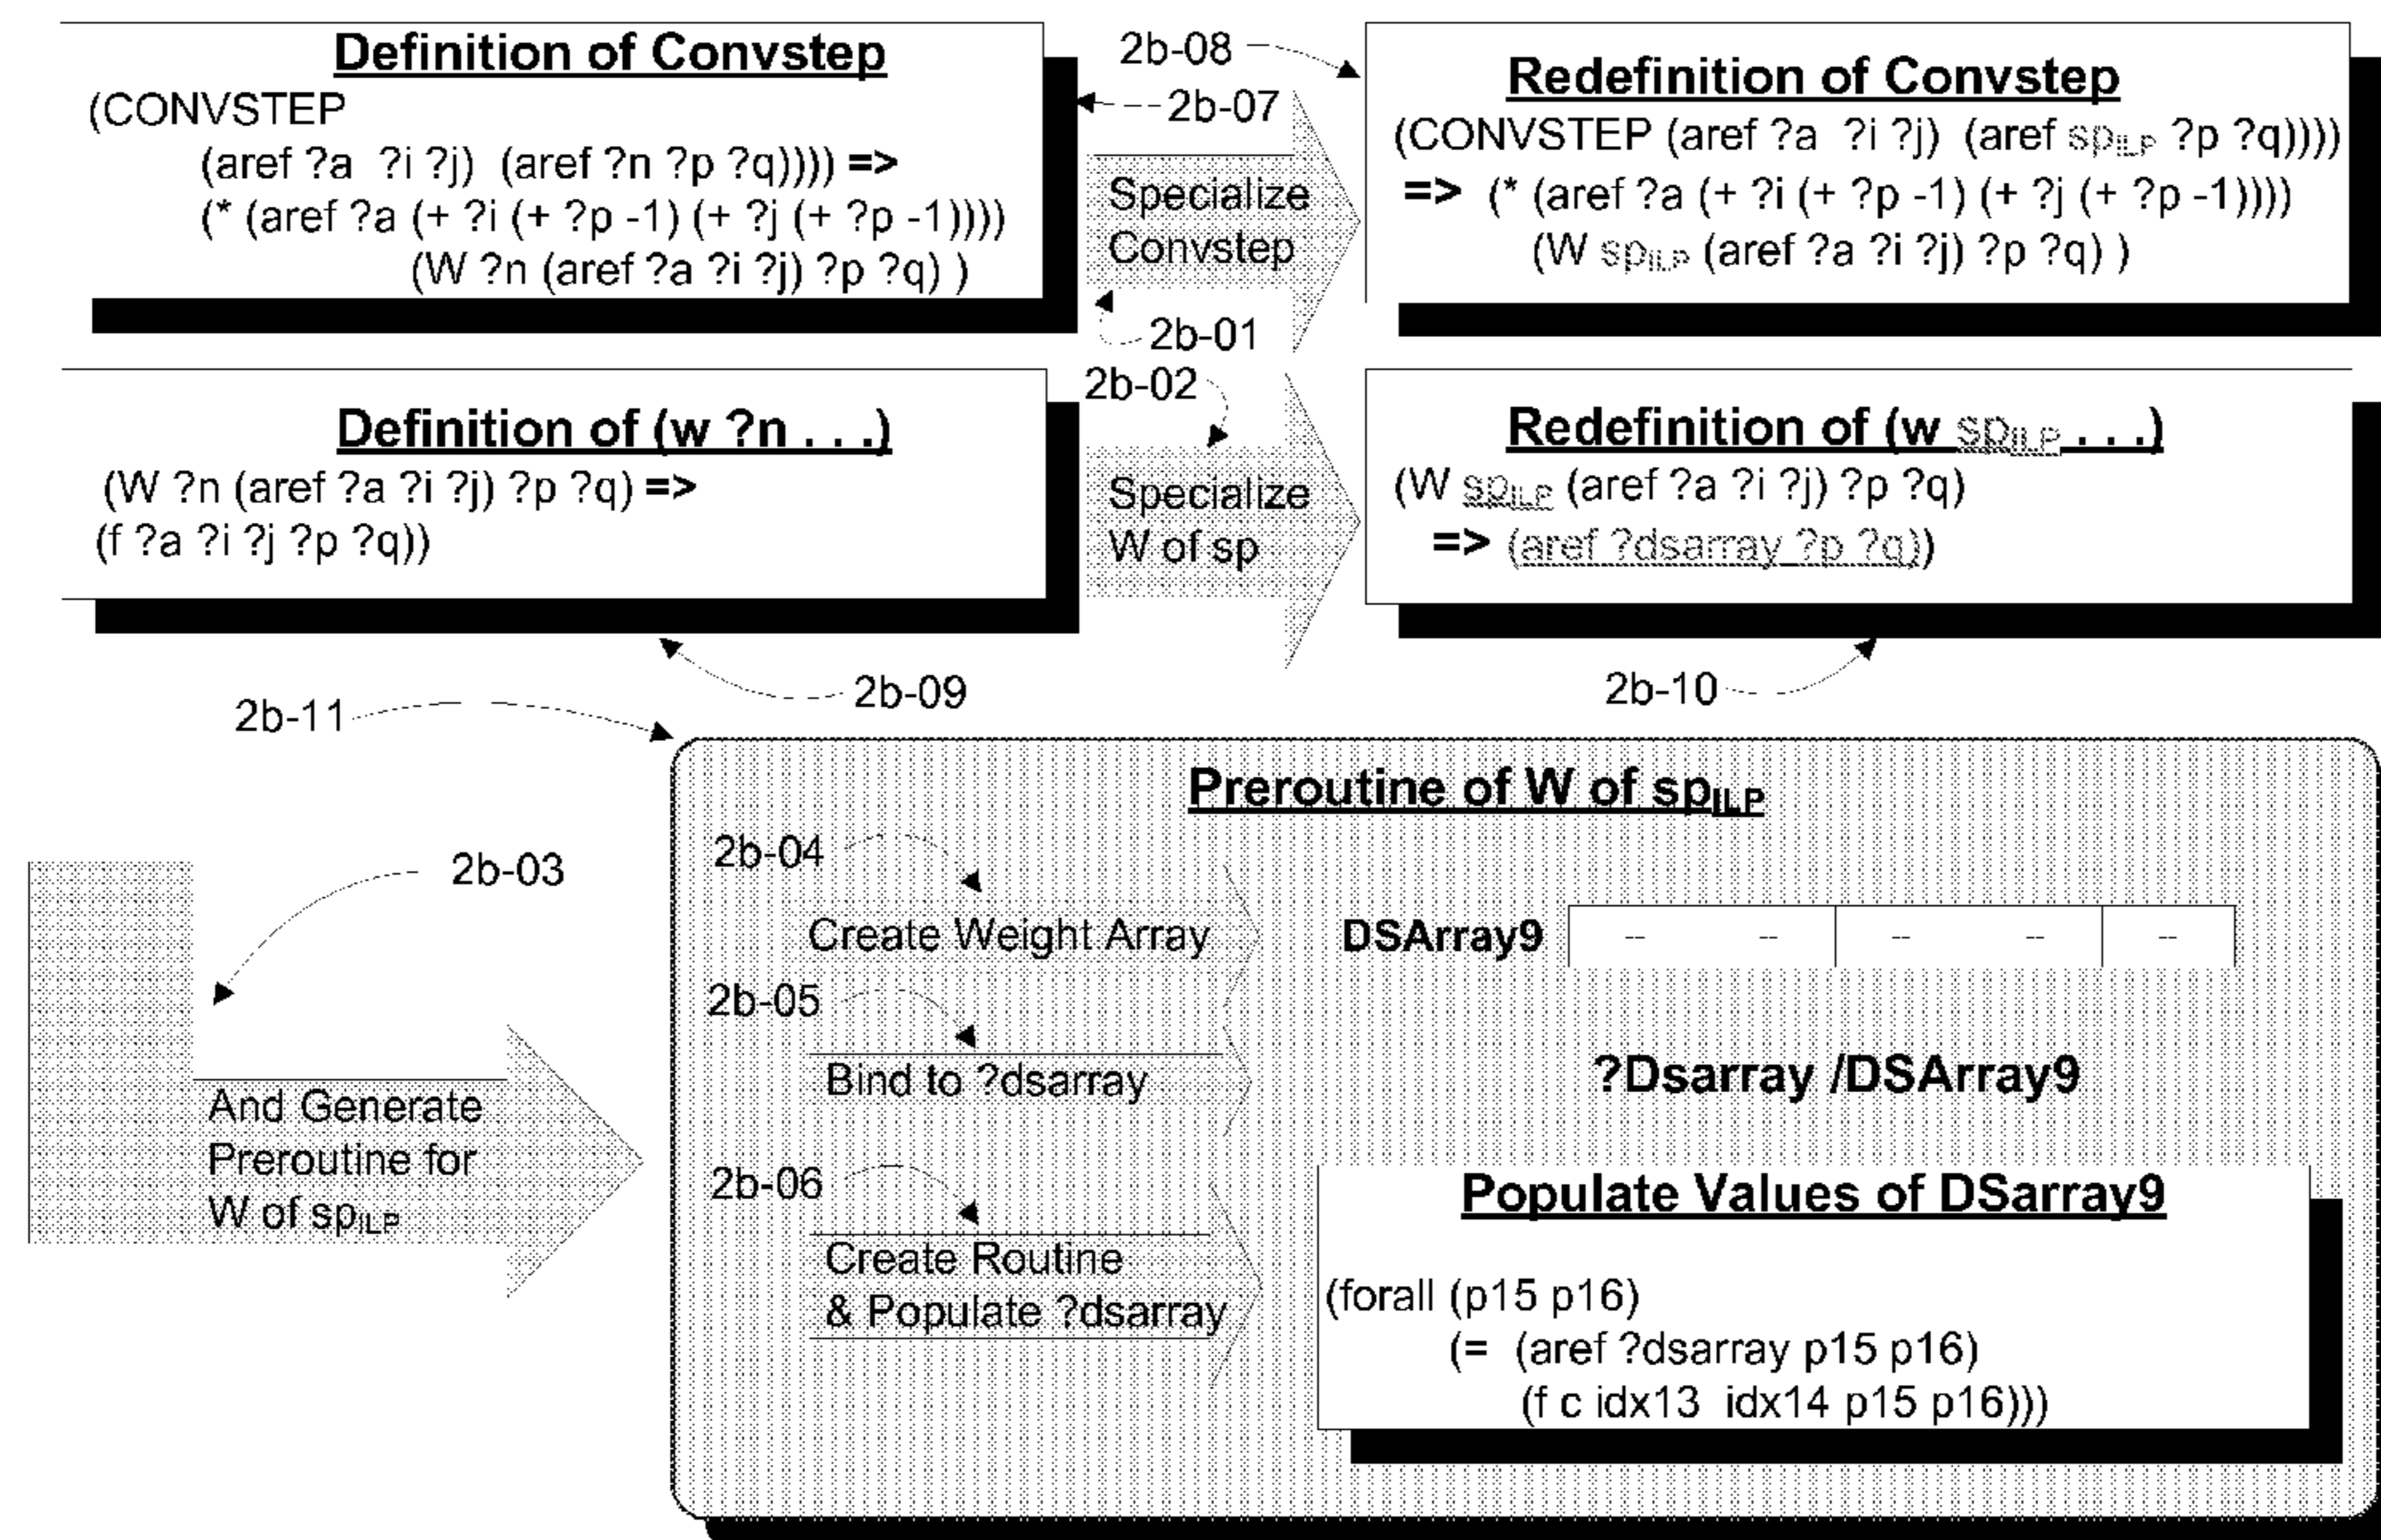 Definition of Convstep
(CONVSTEP
(aref ?a ?i ?j) (aref ?n ?p ?q)))) =>
(* (aref ?a (+ ?i (+ ?p -1) (+ ?j (+ ?p -1))))
(W ?n (aref ?a ?i ?j) ?p ?q) )
2b-08
2b-07
Specialize
Convstep
2b-01
Redefinition of Convstep
(CONVSTEP (aref ?a ?i ?j) (aref spILP ?p ?q))))
=> (* (aref ?a (+ ?i (+ ?p -1) (+ ?j (+ ?p -1))))
(W spILP (aref ?a ?i ?j) ?p ?q) )
Definition of (w ?n . . .)
(W ?n (aref ?a ?i ?j) ?p ?q) =>
(f ?a ?i ?j ?p ?q))
2b-02
Specialize
W of sp
Redefinition of (w spILP . . .)
(W spILP (aref ?a ?i ?j) ?p ?q)
=> (aref ?dsarray ?p ?q))
2b-09
2b-10
2b-11
2b-03
And Generate
Preroutine for
W of spILP
Preroutine of W of spILP
2b-04
Create Weight Array
DSArray9 -- -- -- -- --
2b-05
Bind to ?dsarray
?Dsarray /DSArray9
2b-06
Create Routine
& Populate ?dsarray
Populate Values of DSarray9
(forall (p15 p16)
(= (aref ?dsarray p15 p16)
(f c idx13 idx14 p15 p16)))